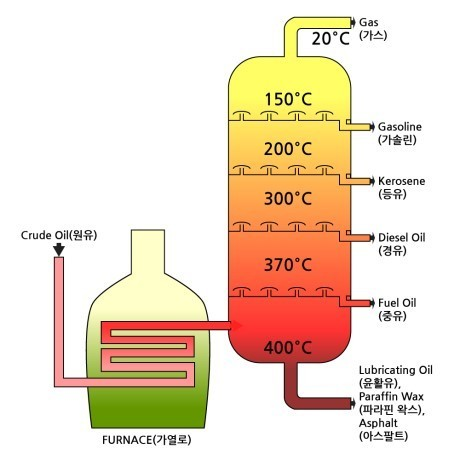 Gas
(가스)
20°C
150°C
Gasoline
(가솔린)
200°C
Kerosene
(등유)
300°C
Crude Oil(원유)
Diesel Oil
(경유)
370°C
Fuel Oil
(중유)
400°C
Lubricating Oil
(윤활유),
Paraffin Wax
(파라핀 왁스),
Asphalt
(아스팔트)
FURNACE(가열로)